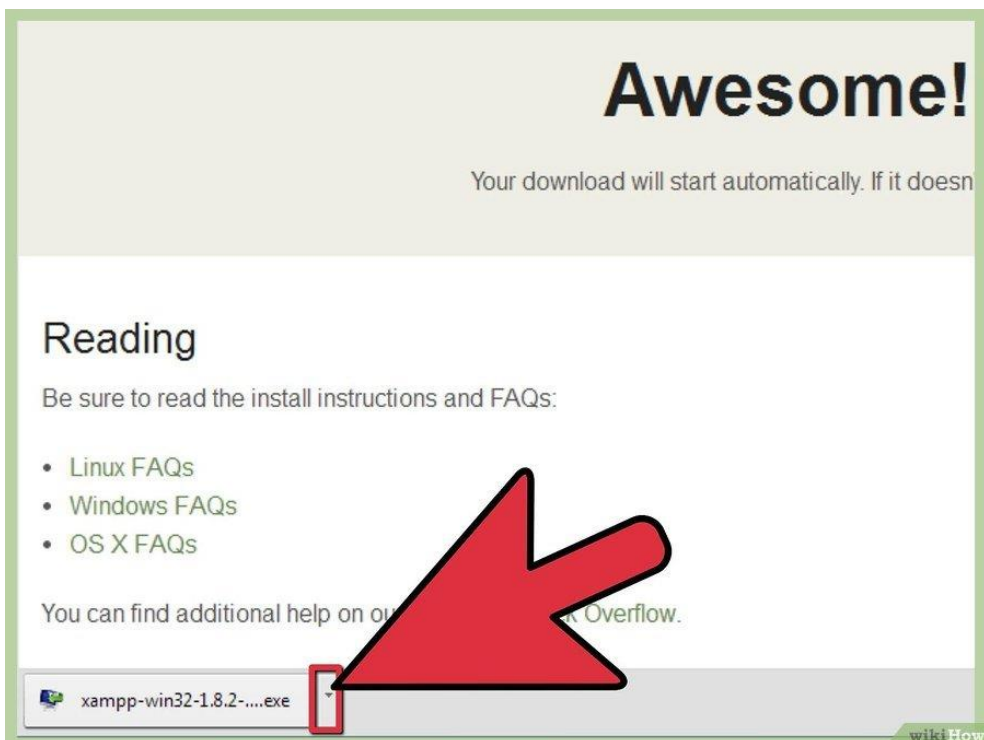 Awesome!
Your download will start automatically. If it doesn'
Reading
Be sure to read the install instructions and FAQs:
• Linux FAQs
• Windows FAQs
• OS X FAQs
You can find additional help on Overflow.
xampp-win32-1.8.2-....exe
wikiHow